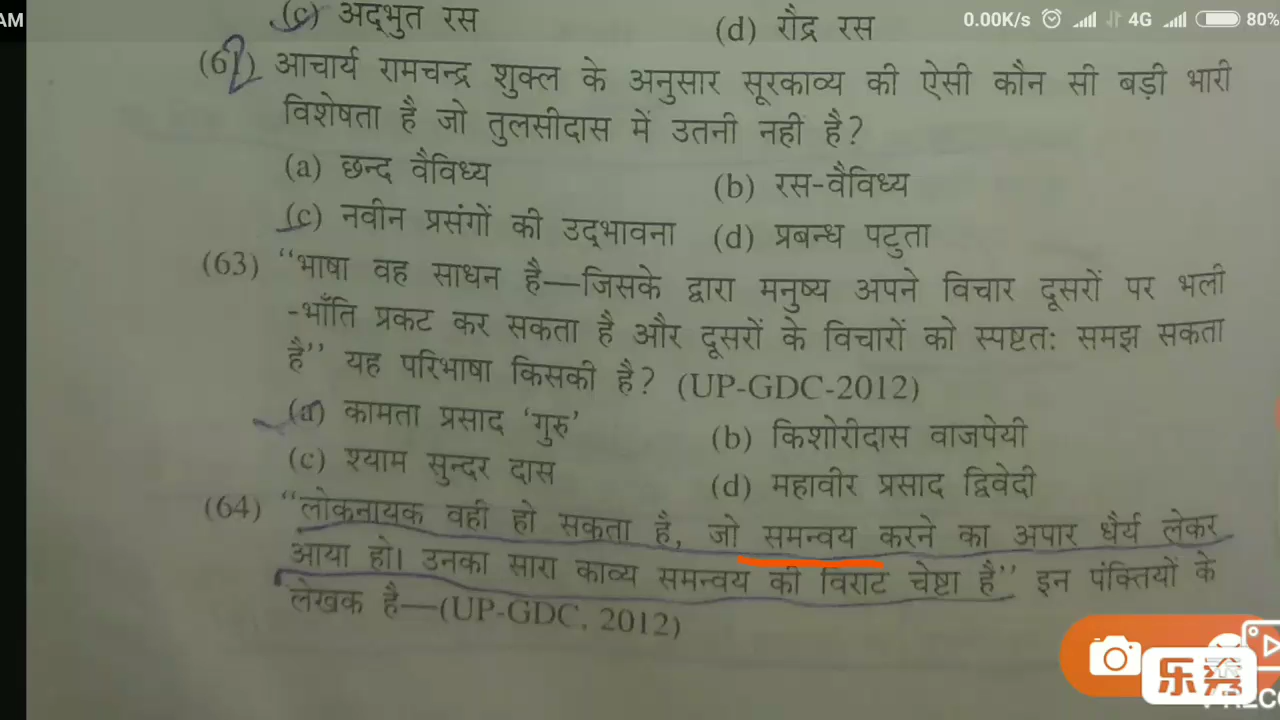 AM
0.00K/s 4G 80%
(c) अद्भुत रस (d) रौद्र रस
(62) आचार्य रामचन्द्र शुक्ल के अनुसार सूरकाव्य की ऐसी कौन सी बड़ी भारी
विशेषता है जो तुलसीदास में उतनी नही है?
(a) छन्द वैविध्य (b) रस-वैविध्य
(c) नवीन प्रसंगों की उद्भावना (d) प्रबन्ध पटुता
(63) “भाषा वह साधन है—जिसके द्वारा मनुष्य अपने विचार दूसरों पर भली
-भाँति प्रकट कर सकता है और दूसरों के विचारों को स्पष्टतः समझ सकता
है” यह परिभाषा किसकी है? (UP-GDC-2012)
(a) कामता प्रसाद ‘गुरु’ (b) किशोरीदास वाजपेयी
(c) श्याम सुन्दर दास (d) महावीर प्रसाद द्विवेदी
(64) “लोकनायक वही हो सकता है, जो समन्वय करने का अपार धैर्य लेकर
आया हो। उनका सारा काव्य समन्वय की विराट चेष्टा है” इन पंक्तियों के
लेखक है—(UP-GDC, 2012)